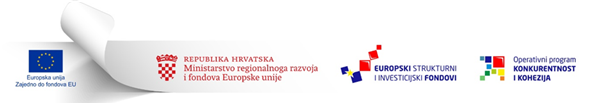 Europska unija
Zajedno do fondova EU
REPUBLIKA HRVATSKA
Ministarstvo regionalnoga razvoja
i fondova Europske unije
EUROPSKI STRUKTURNI
I INVESTICIJSKI FONDOVI
Operativni program
KONKURENTNOST
I KOHEZIJA